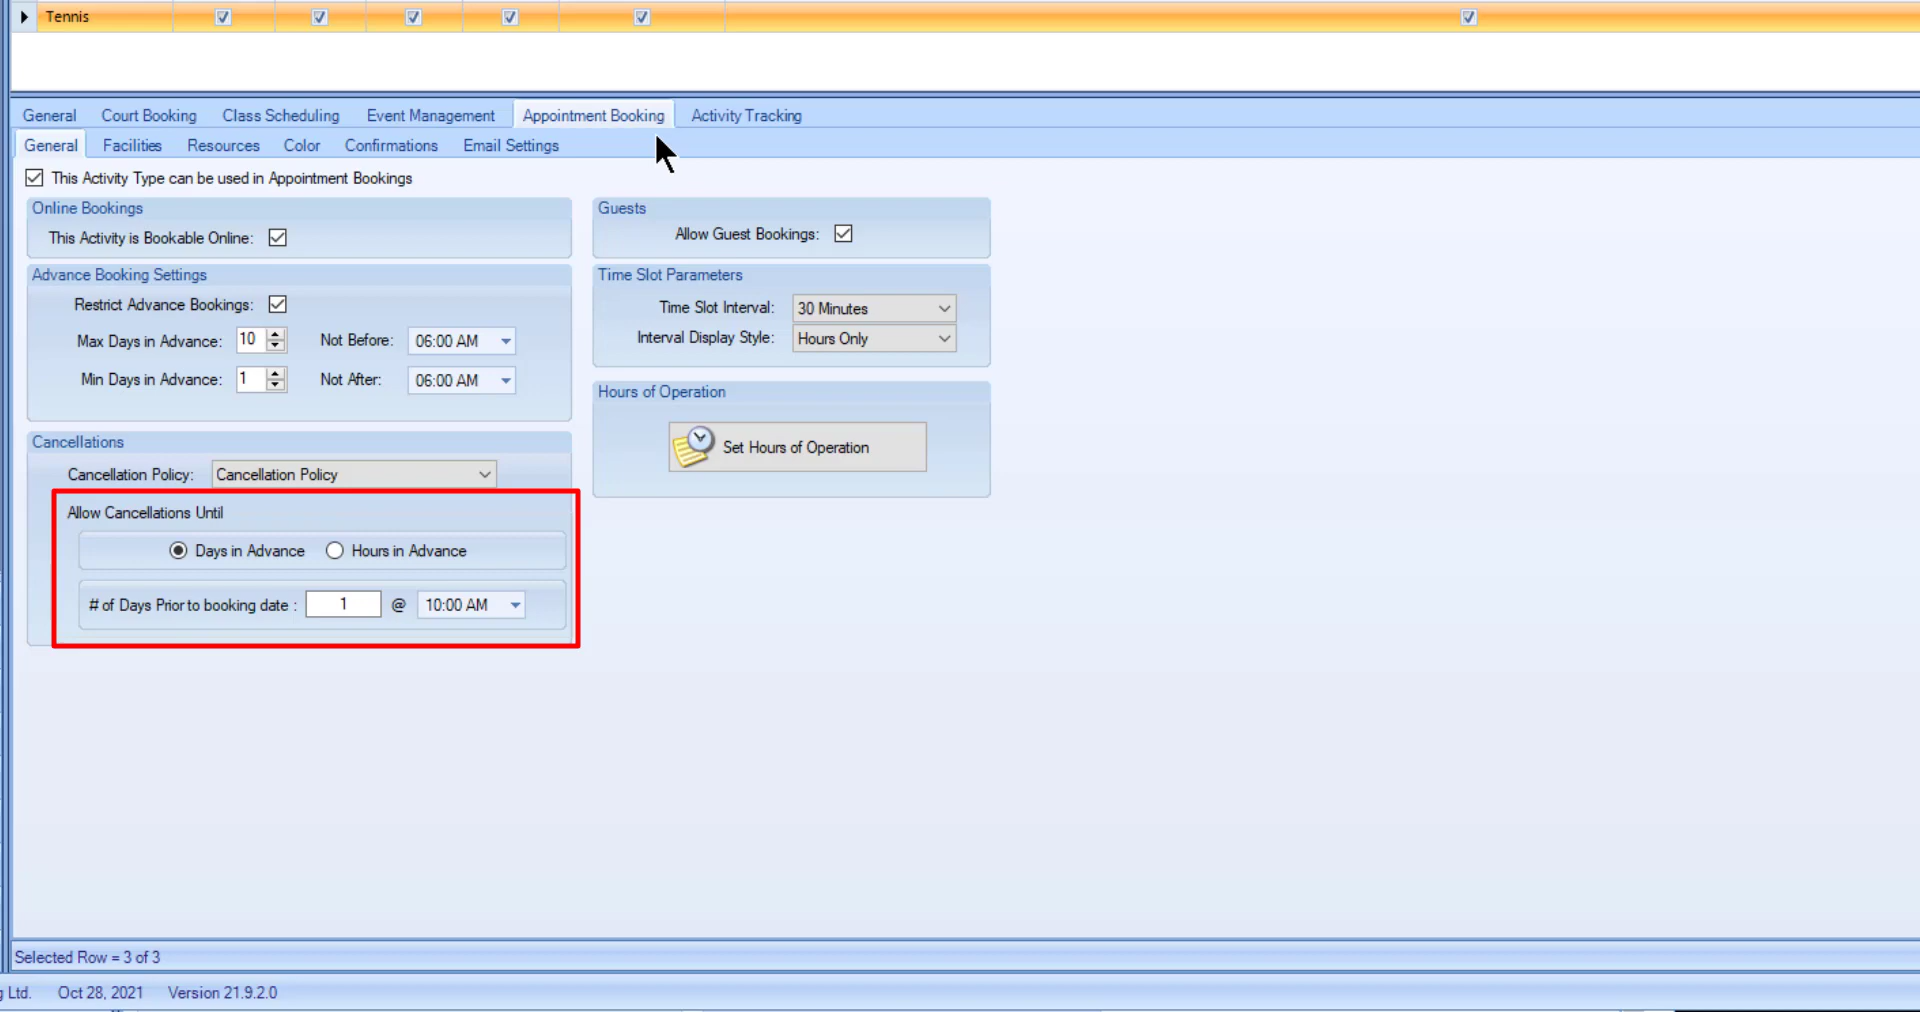 Tennis
General Court Booking Class Scheduling Event Management Appointment Booking Activity Tracking
General Facilities Resources Color Confirmations Email Settings
This Activity Type can be used in Appointment Bookings
Online Bookings
This Activity is Bookable Online:
Guests
Allow Guest Bookings:
Advance Booking Settings
Restrict Advance Bookings:
Max Days in Advance: 10 Not Before: 06:00 AM
Min Days in Advance: 1 Not After: 06:00 AM
Time Slot Parameters
Time Slot Interval: 30 Minutes
Interval Display Style: Hours Only
Hours of Operation
Set Hours of Operation
Cancellations
Cancellation Policy: Cancellation Policy
Allow Cancellations Until
Days in Advance Hours in Advance
# of Days Prior to booking date : 1 @ 10:00 AM
Selected Row = 3 of 3
g Ltd. Oct 28, 2021 Version 21.9.2.0